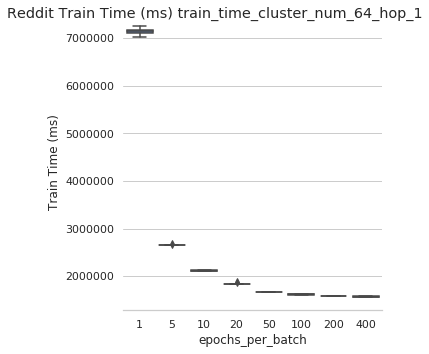 Reddit Train Time (ms) train_time_cluster_num_64_hop_1
7000000
6000000
5000000
4000000
3000000
2000000
Train Time (ms)
1 5 10 20 50 100 200 400
epochs_per_batch